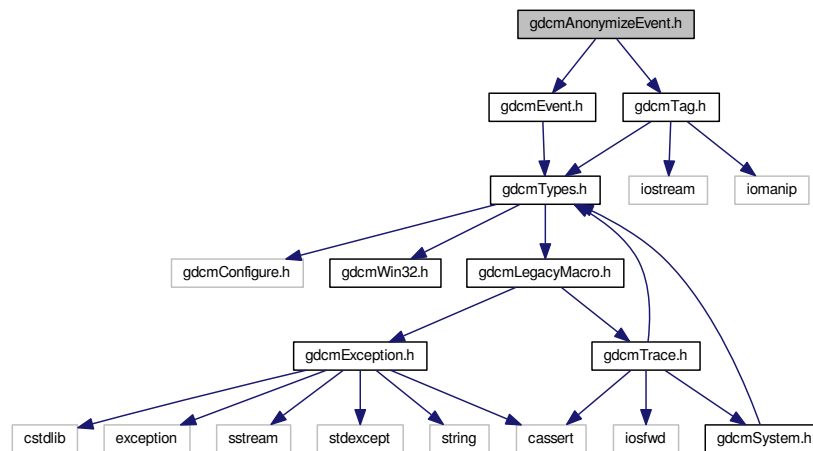 gdcmAnonymizeEvent.h
gdcmEvent.h
gdcmTag.h
gdcmTypes.h
iostream
iomanip
gdcmConfigure.h
gdcmWin32.h
gdcmLegacyMacro.h
gdcmException.h
gdcmTrace.h
cstdlib
exception
sstream
stdexcept
string
cassert
iosfwd
gdcmSystem.h